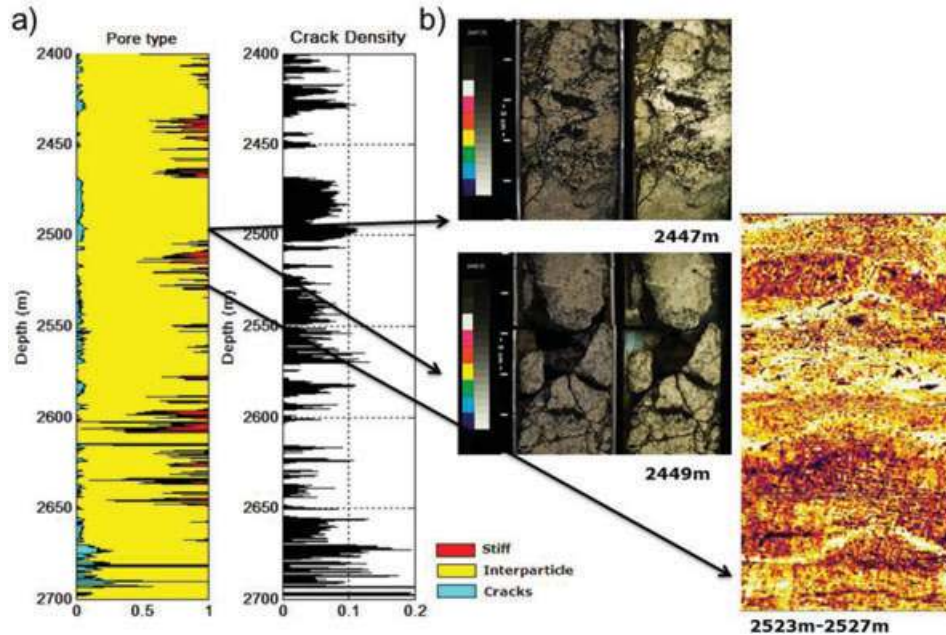 a)
b)
Pore type
Crack Density
2400
2450
2500
2550
2600
2650
2700
Depth (m)
0
0.5
1
2400
2450
2500
2550
2600
2650
2700
Depth (m)
0
0.1
0.2
Stiff
Interparticle
Cracks
2447m
2449m
2523m-2527m